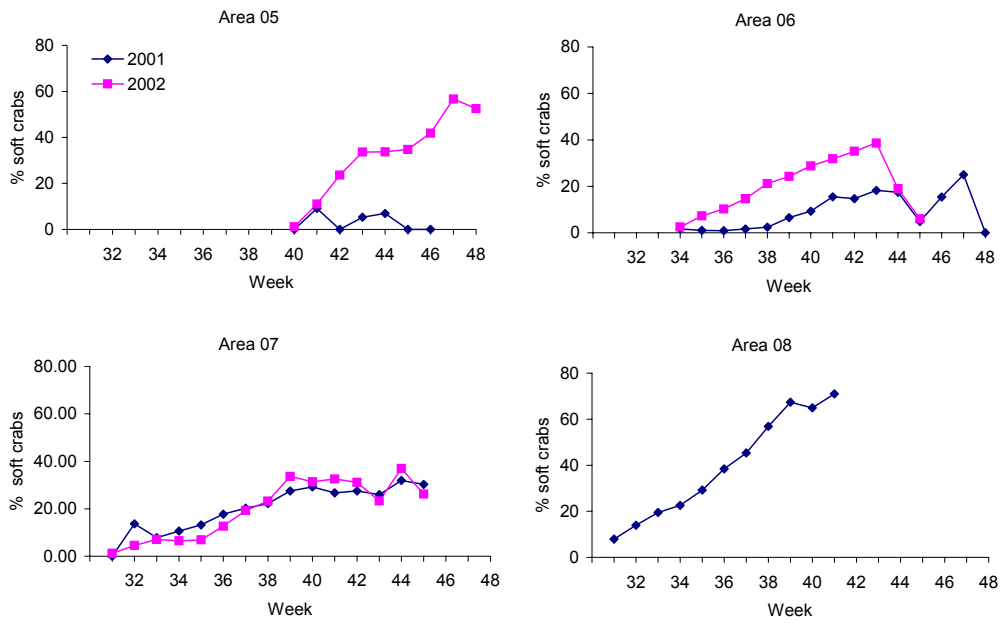 Area 05
80
60
40
20
0
% soft crabs
2001
2002
32 34 36 38 40 42 44 46 48
Week
Area 06
80
60
40
20
0
% soft crabs
32 34 36 38 40 42 44 46 48
Week
Area 07
80.00
60.00
40.00
20.00
0.00
% soft crabs
32 34 36 38 40 42 44 46 48
Week
Area 08
80
60
40
20
0
% soft crabs
32 34 36 38 40 42 44 46 48
Week